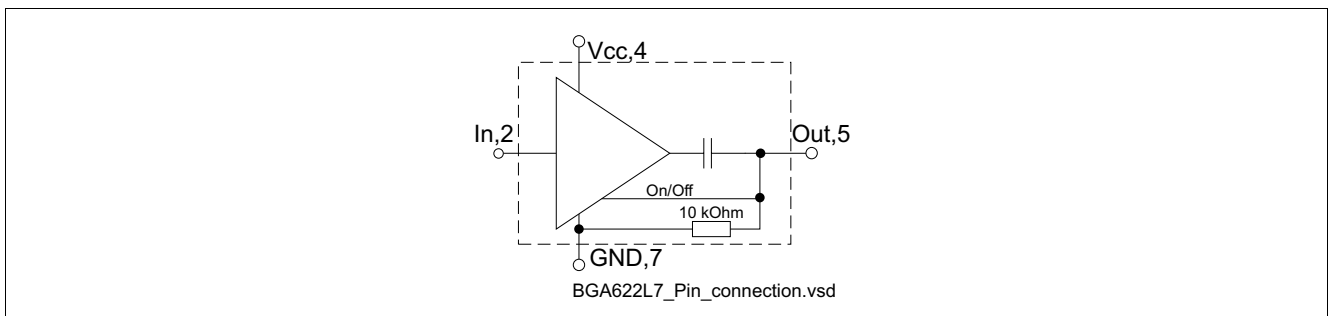 Vcc,4
In,2
Out,5
On/Off
10 kOhm
GND,7
BGA622L7_Pin_connection.vsd